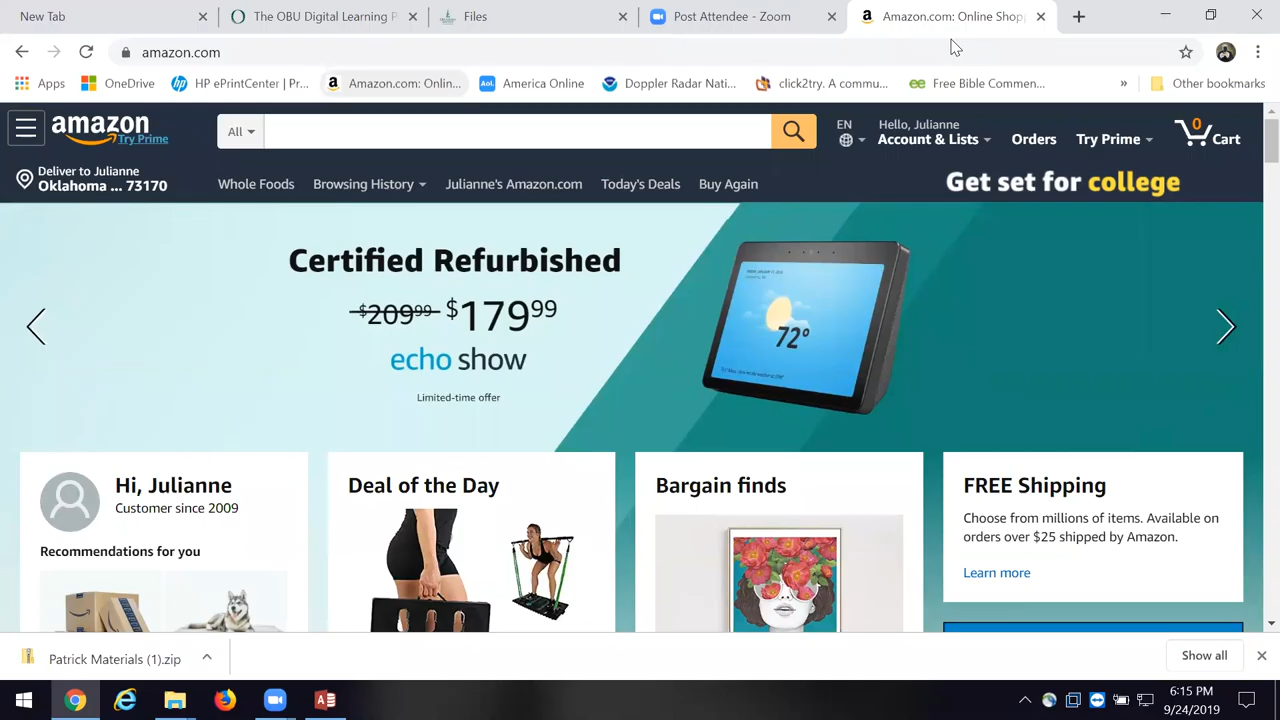 New Tab
The OBU Digital Learning P
Files
Post Attendee - Zoom
Amazon.com: Online Shopp
amazon.com
Apps
OneDrive
HP ePrintCenter | Pr...
Amazon.com: Onlin...
Aol.
America Online
Doppler Radar Nati...
click2try. A commu...
ee
Free Bible Commen...
»
Other bookmarks
amazon
Try Prime
All
EN
Hello, Julianne
Account & Lists
Orders
Try Prime
0
Cart
Deliver to Julianne
Oklahoma ... 73170
Whole Foods
Browsing History
Julianne's Amazon.com
Today's Deals
Buy Again
Get set for college
Certified Refurbished
$209.99 $179.99
echo show
Limited-time offer
72°
Hi, Julianne
Customer since 2009
Recommendations for you
Deal of the Day
Bargain finds
FREE Shipping
Choose from millions of items. Available on
orders over $25 shipped by Amazon.
Learn more
Patrick Materials (1).zip
Show all
6:15 PM
9/24/2019